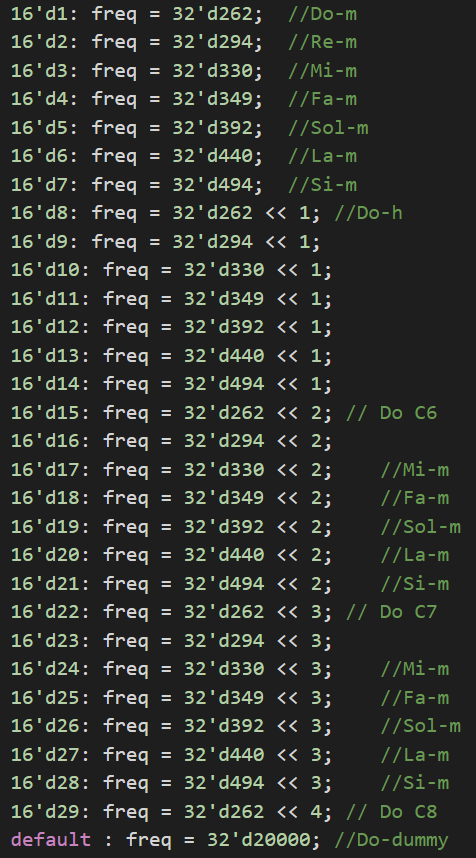 16'd1: freq = 32'd262;  //Do-m
16'd2: freq = 32'd294;  //Re-m
16'd3: freq = 32'd330;  //Mi-m
16'd4: freq = 32'd349;  //Fa-m
16'd5: freq = 32'd392;  //Sol-m
16'd6: freq = 32'd440;  //La-m
16'd7: freq = 32'd494;  //Si-m
16'd8: freq = 32'd262 << 1; //Do-h
16'd9: freq = 32'd294 << 1;
16'd10: freq = 32'd330 << 1;
16'd11: freq = 32'd349 << 1;
16'd12: freq = 32'd392 << 1;
16'd13: freq = 32'd440 << 1;
16'd14: freq = 32'd494 << 1;
16'd15: freq = 32'd262 << 2; // Do C6
16'd16: freq = 32'd294 << 2;
16'd17: freq = 32'd330 << 2;    //Mi-m
16'd18: freq = 32'd349 << 2;    //Fa-m
16'd19: freq = 32'd392 << 2;    //Sol-m
16'd20: freq = 32'd440 << 2;    //La-m
16'd21: freq = 32'd494 << 2;    //Si-m
16'd22: freq = 32'd262 << 3; // Do C7
16'd23: freq = 32'd294 << 3;
16'd24: freq = 32'd330 << 3;    //Mi-m
16'd25: freq = 32'd349 << 3;    //Fa-m
16'd26: freq = 32'd392 << 3;    //Sol-m
16'd27: freq = 32'd440 << 3;    //La-m
16'd28: freq = 32'd494 << 3;    //Si-m
16'd29: freq = 32'd262 << 4; // Do C8
default : freq = 32'd20000; //Do-dummy